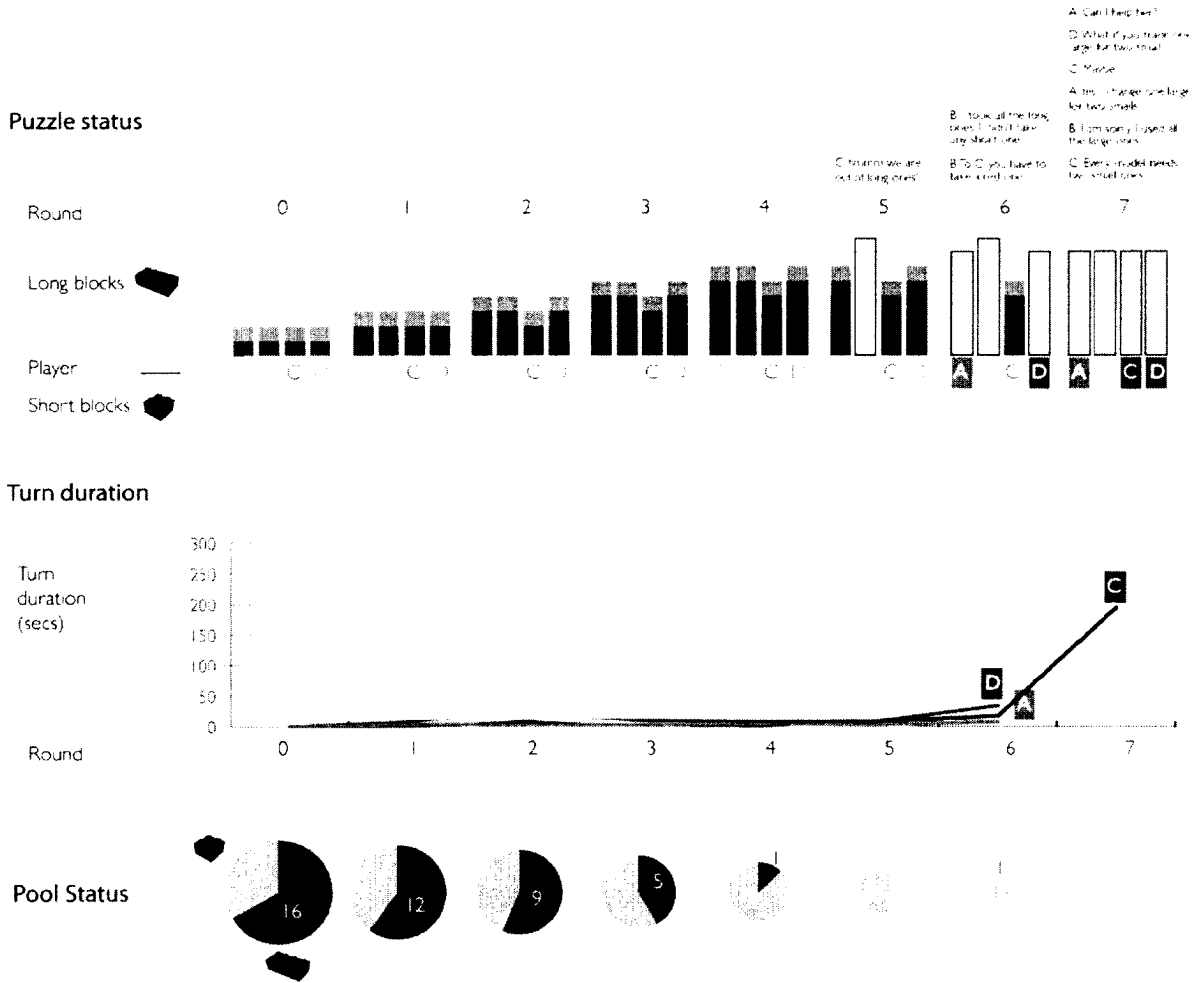 A Can I help her?
D What if you trade one
large for two small
C Maybe
A
change one large
for two smalls
Puzzle status
B I took all the long
ones I didn't take
any short one
B I am sorry I used all
the large ones
C
we are
out of long ones!
B To C you have to
take
one
C Every model needs
two small ones
Round 0 1 2 3 4 5 6 7
Long blocks
Player C C C C C C A C D A C D
Short blocks
Turn duration
300
250
200
150
100
50
0
Turn
duration
(secs)
C
D
A
Round 0 1 2 3 4 5 6 7
Pool Status
16 12 9 5 1 1